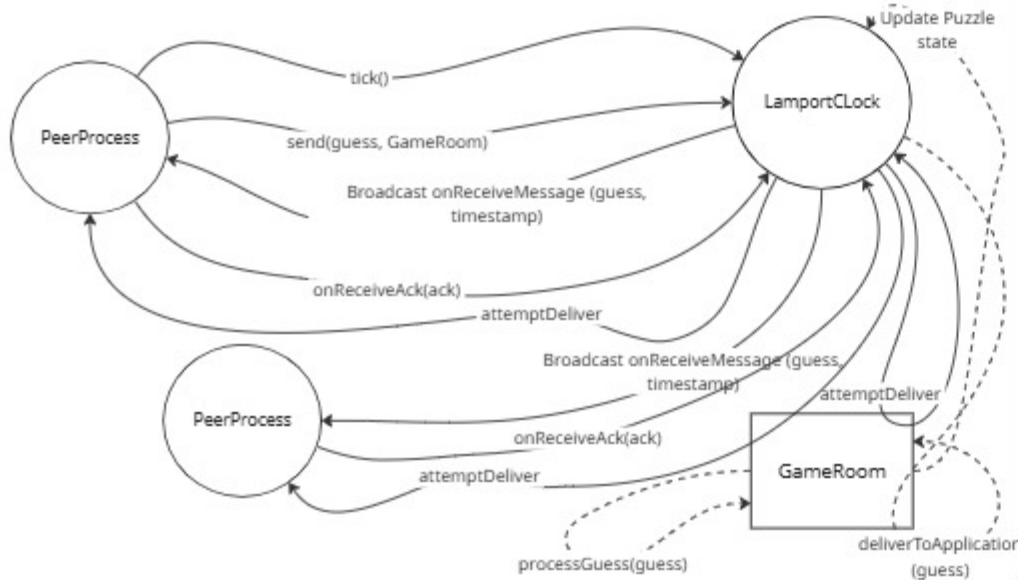 Update Puzzle
state
LamportCLock
tick()
PeerProcess
send(guess, GameRoom)
Broadcast onReceiveMessage (guess,
timestamp)
onReceiveAck(ack)
attemptDeliver
Broadcast onReceiveMessage (guess,
timestamp)
attemptDeliver
PeerProcess
onReceiveAck(ack)
attemptDeliver
GameRoom
deliverToApplication
(guess)
processGuess(guess)